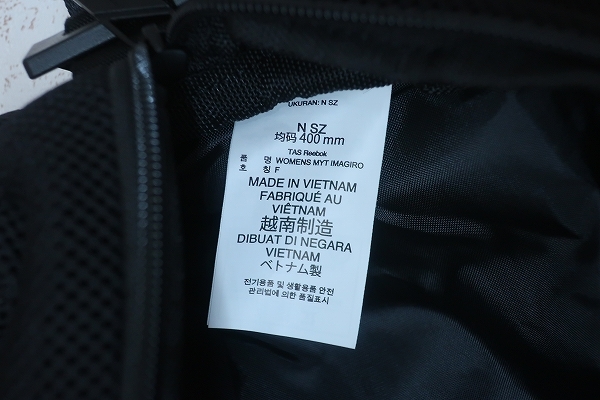 UKURAN: N SZ
N SZ
均码 400 mm
TAS Reebok
품 명 WOMENS MYT IMAGIRO
호 칭 F
MADE IN VIETNAM
FABRIQUÉ AU
VIÊTNAM
越南制造
DIBUAT DI NEGARA
VIETNAM
ベトナム製
전기용품 및 생활용품 안전
관리법에 의한 품질표시